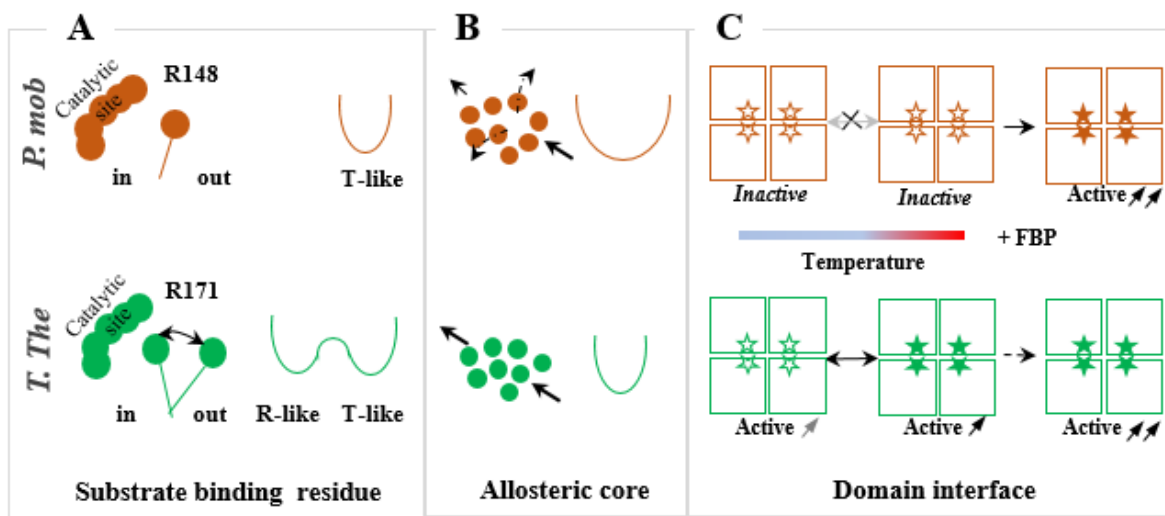 A
B
C
P. mob
Catalytic
site
R148
in out
T-like
Inactive
Inactive
Active
Temperature
+ FBP
T. The
Catalytic
site
R171
in out
R-like T-like
Active
Active
Active
Substrate binding residue
Allosteric core
Domain interface